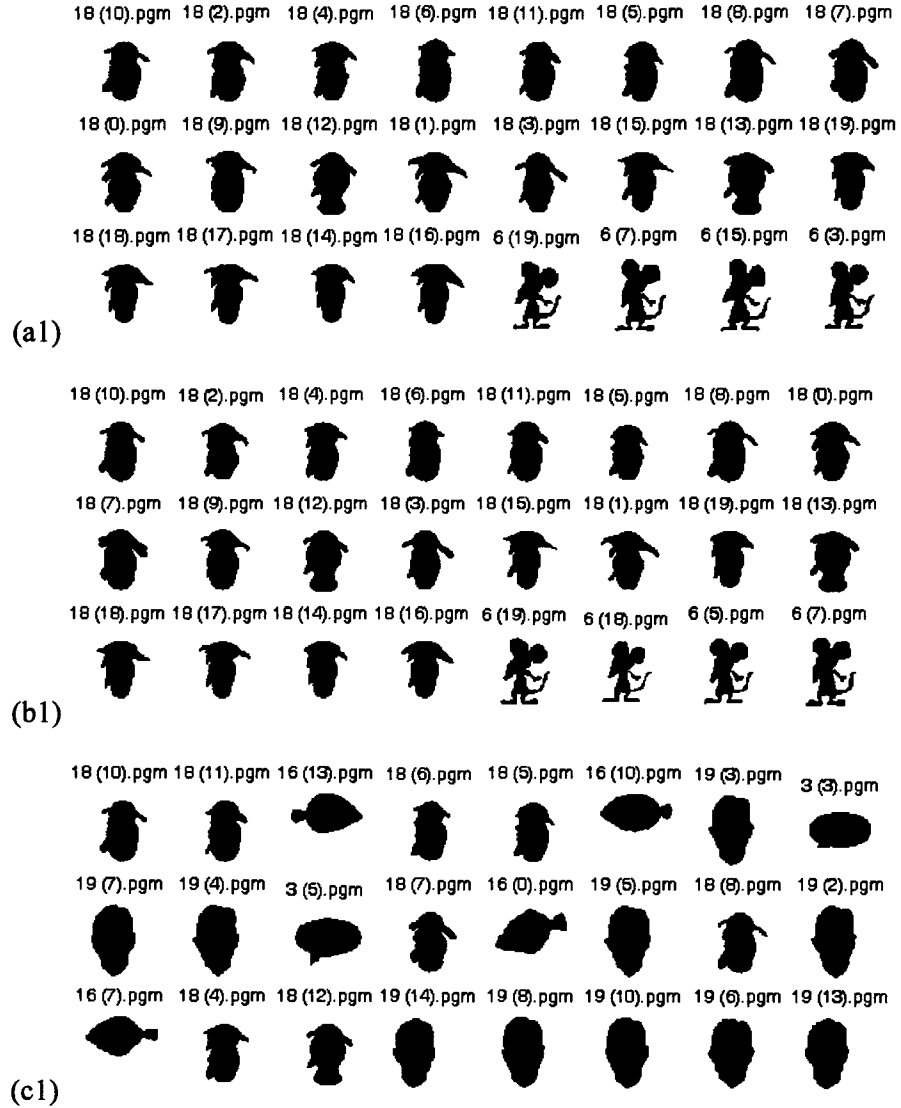 18 (10).pgm 18 (2).pgm 18 (4).pgm 18 (6).pgm 18 (11).pgm 18 (5).pgm 18 (8).pgm 18 (7).pgm
18 (0).pgm 18 (9).pgm 18 (12).pgm 18 (1).pgm 18 (3).pgm 18 (15).pgm 18 (13).pgm 18 (19).pgm
18 (18).pgm 18 (17).pgm 18 (14).pgm 18 (16).pgm 6 (19).pgm 6 (7).pgm 6 (15).pgm 6 (3).pgm
(a1)
18 (10).pgm 18 (2).pgm 18 (4).pgm 18 (6).pgm 18 (11).pgm 18 (5).pgm 18 (8).pgm 18 (0).pgm
18 (7).pgm 18 (9).pgm 18 (12).pgm 18 (3).pgm 18 (15).pgm 18 (1).pgm 18 (19).pgm 18 (13).pgm
18 (18).pgm 18 (17).pgm 18 (14).pgm 18 (16).pgm 6 (19).pgm 6 (18).pgm 6 (5).pgm 6 (7).pgm
(b1)
18 (10).pgm 18 (11).pgm 16 (13).pgm 18 (6).pgm 18 (5).pgm 16 (10).pgm 19 (3).pgm 3 (3).pgm
19 (7).pgm 19 (4).pgm 3 (5).pgm 18 (7).pgm 16 (0).pgm 19 (5).pgm 18 (8).pgm 19 (2).pgm
16 (7).pgm 18 (4).pgm 18 (12).pgm 19 (14).pgm 19 (8).pgm 19 (10).pgm 19 (6).pgm 19 (13).pgm
(c1)